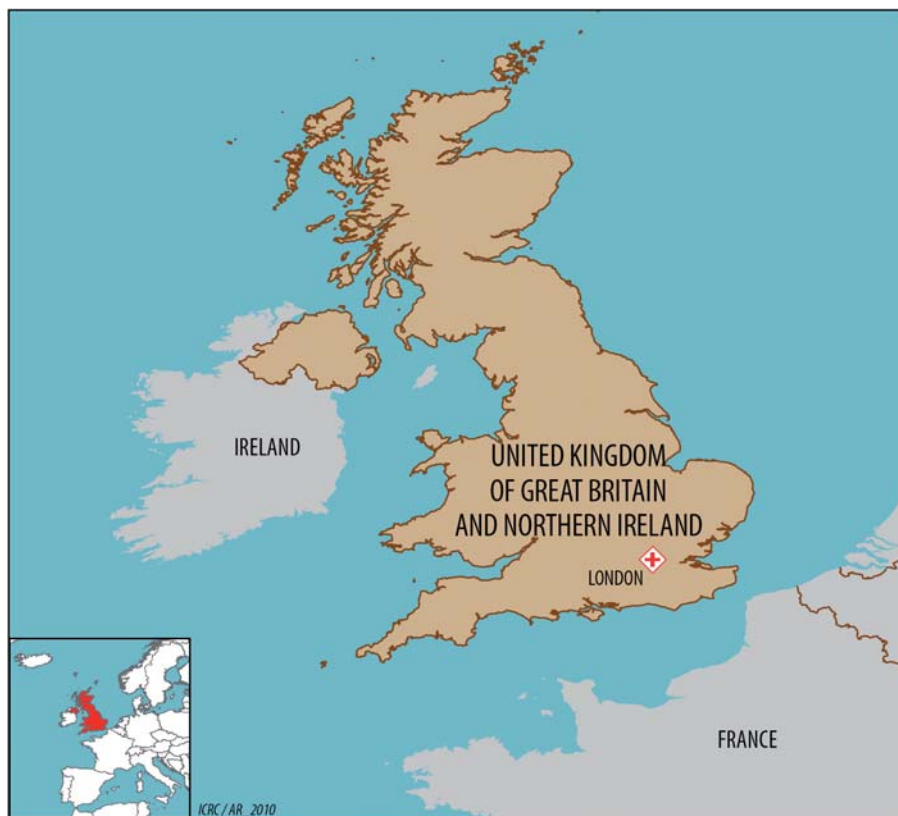 IRELAND
UNITED KINGDOM
OF GREAT BRITAIN
AND NORTHERN IRELAND
LONDON
FRANCE
ICRC / AR 2010